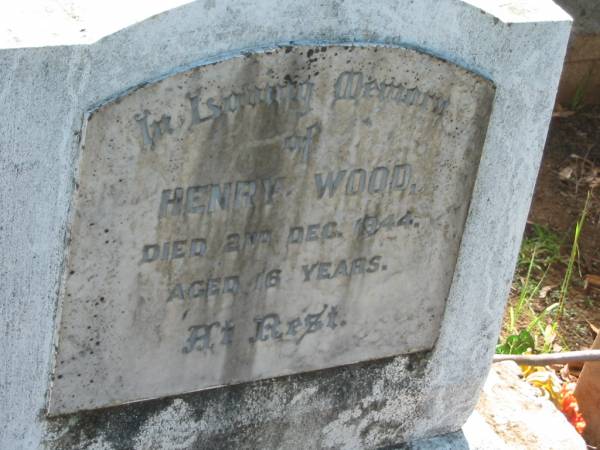 In Loving Memory
of
HENRY WOOD.
DIED 2ND DEC. 1944.
AGED 16 YEARS.
At Rest.